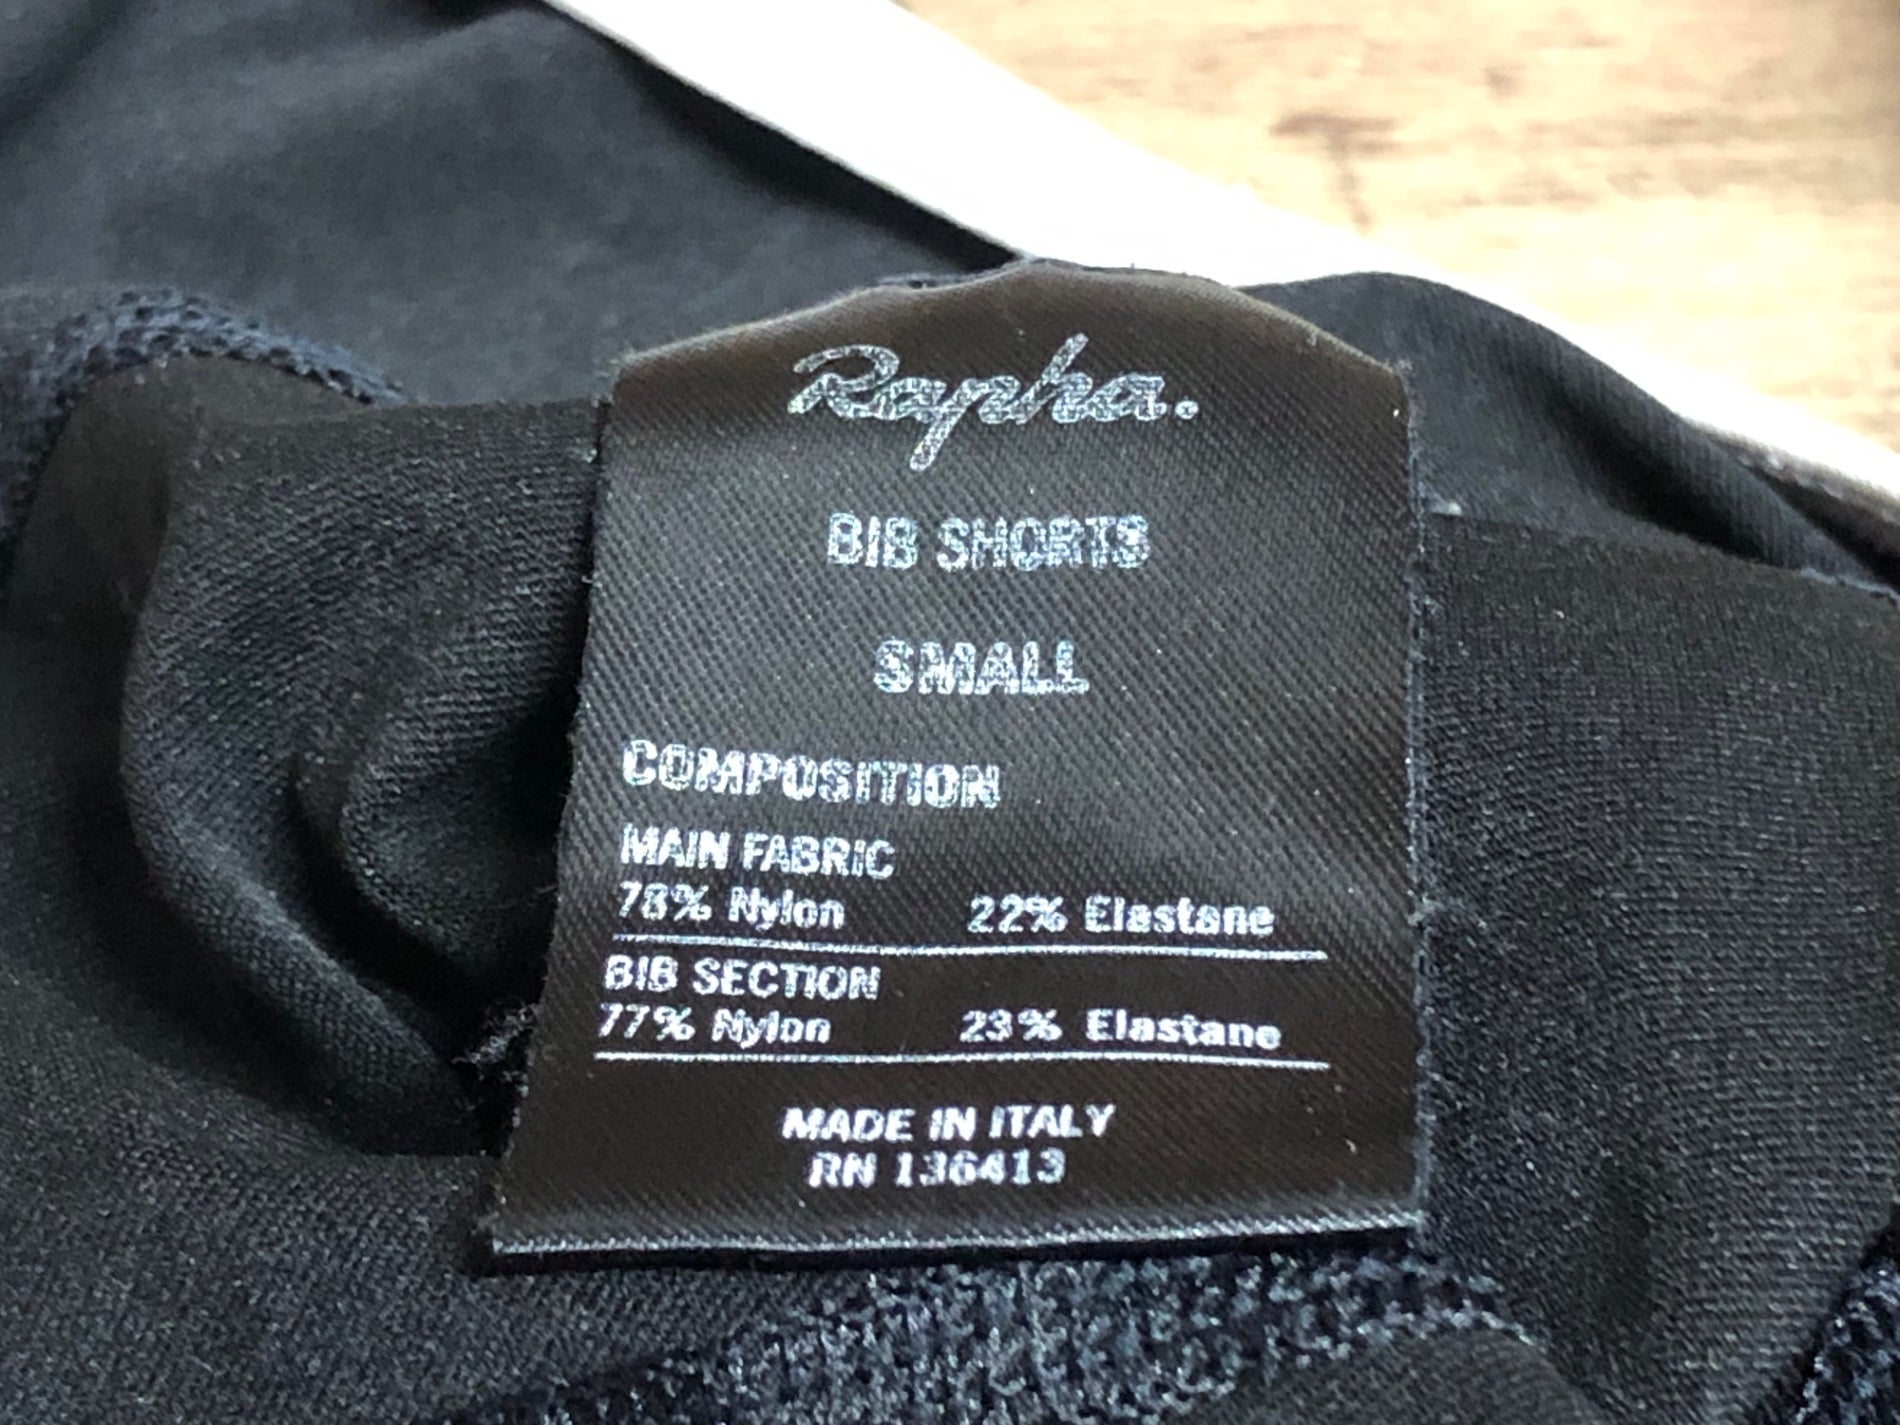 Rapha.
BIB SHORTS
SMALL
COMPOSITION
MAIN FABRIC
78% Nylon 22% Elastane
BIB SECTION
77% Nylon 23% Elastane
MADE IN ITALY
RN 136413